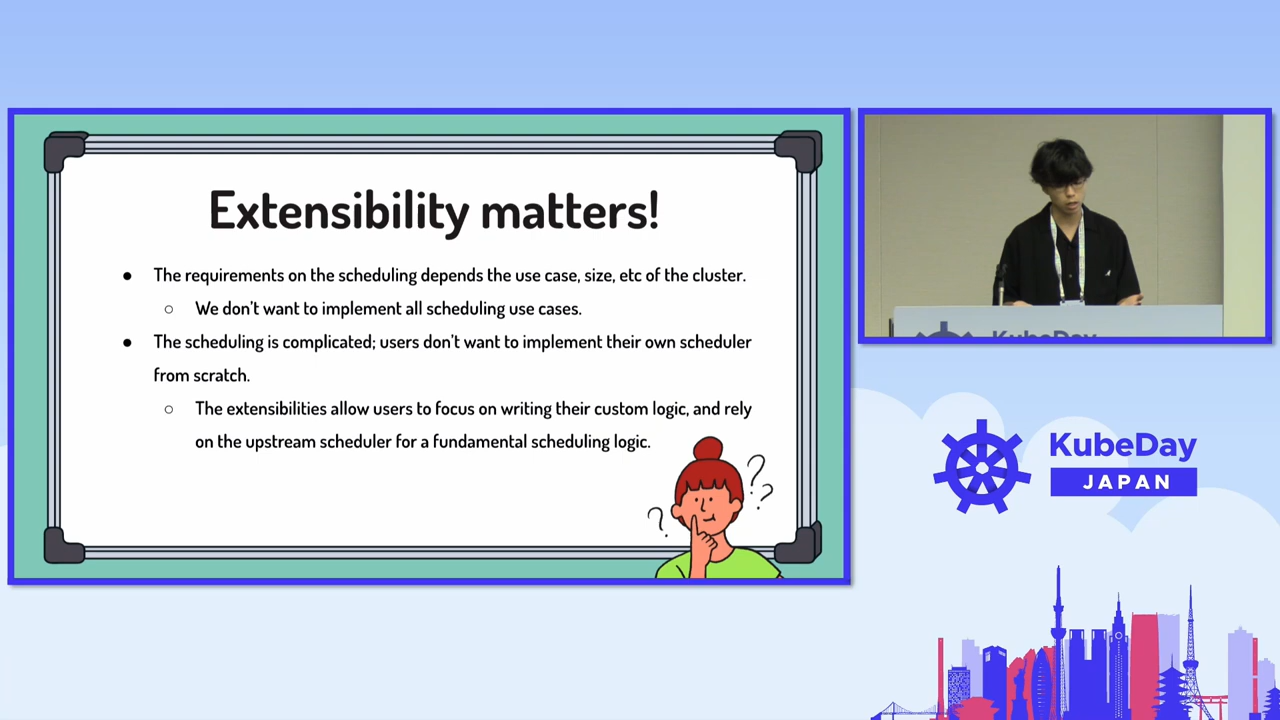 Extensibility matters!
● The requirements on the scheduling depends the use case, size, etc of the cluster.
○ We don't want to implement all scheduling use cases.
● The scheduling is complicated; users don't want to implement their own scheduler
from scratch.
○ The extensibilities allow users to focus on writing their custom logic, and rely
on the upstream scheduler for a fundamental scheduling logic.
? ? ?
KubeDay
KubeDay
JAPAN